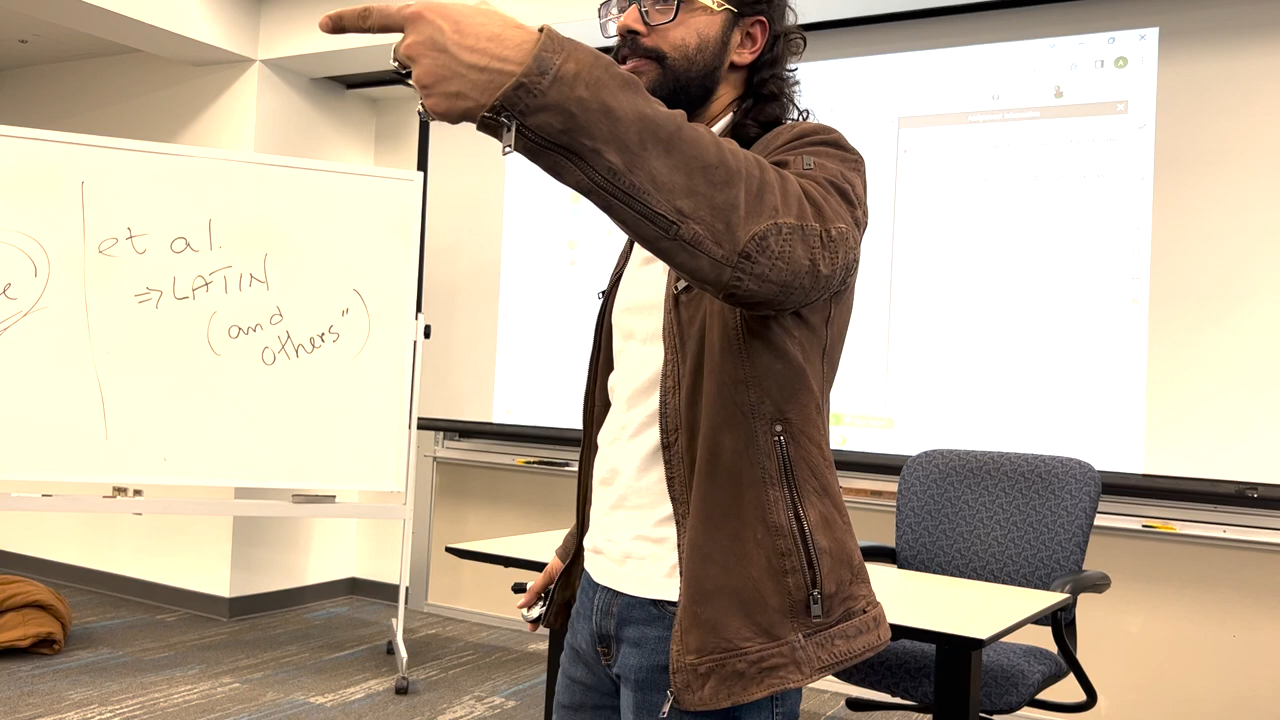 et al.
⇒ LATIN
(and
others")